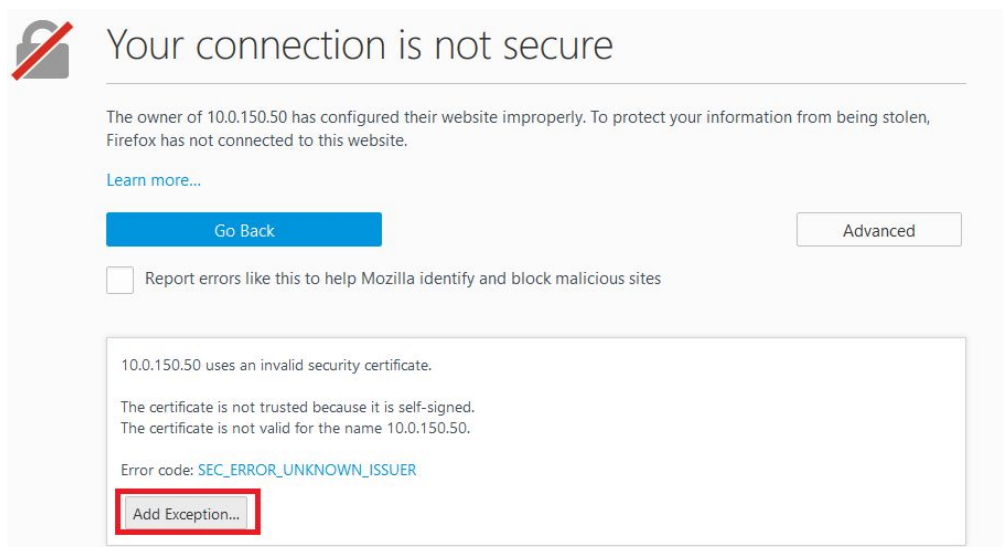 Your connection is not secure
The owner of 10.0.150.50 has configured their website improperly. To protect your information from being stolen,
Firefox has not connected to this website.
Learn more...
Go Back
Advanced
Report errors like this to help Mozilla identify and block malicious sites
10.0.150.50 uses an invalid security certificate.
The certificate is not trusted because it is self-signed.
The certificate is not valid for the name 10.0.150.50.
Error code: SEC_ERROR_UNKNOWN_ISSUER
Add Exception...